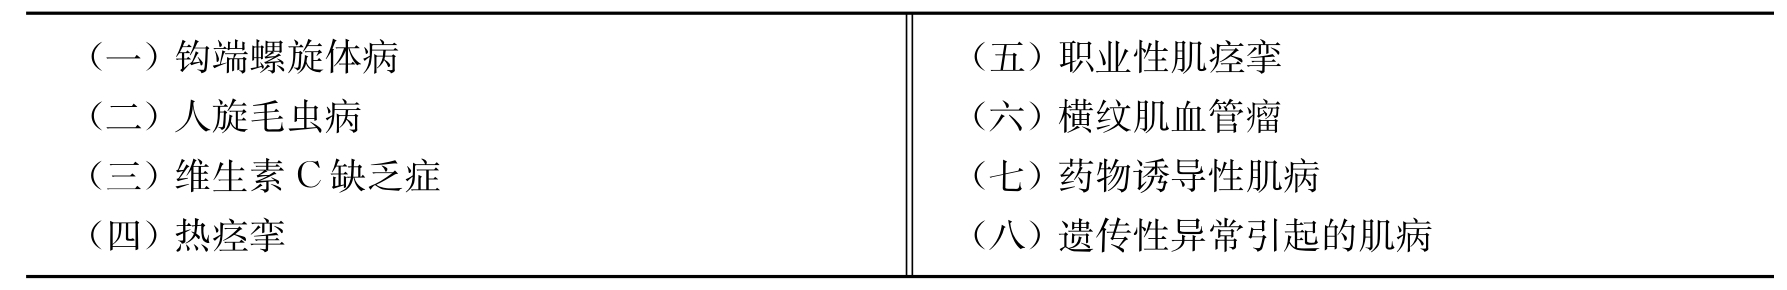 （一）钩端螺旋体病
（二）人旋毛虫病
（三）维生素 C 缺乏症
（四）热痉挛
（五）职业性肌痉挛
（六）横纹肌血管瘤
（七）药物诱导性肌病
（八）遗传性异常引起的肌病